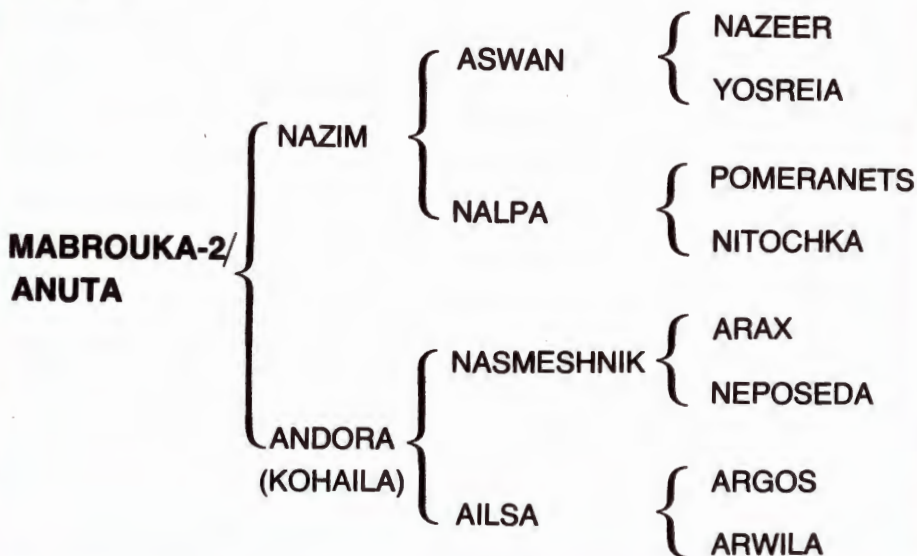 NAZEER
ASWAN
YOSREIA
NAZIM
POMERANETS
NALPA
NITOCHKA
MABROUKA-2/
ANUTA
ARAX
NASMESHNIK
NEPOSEDA
ANDORA
(KOHAILA)
ARGOS
AILSA
ARWILA